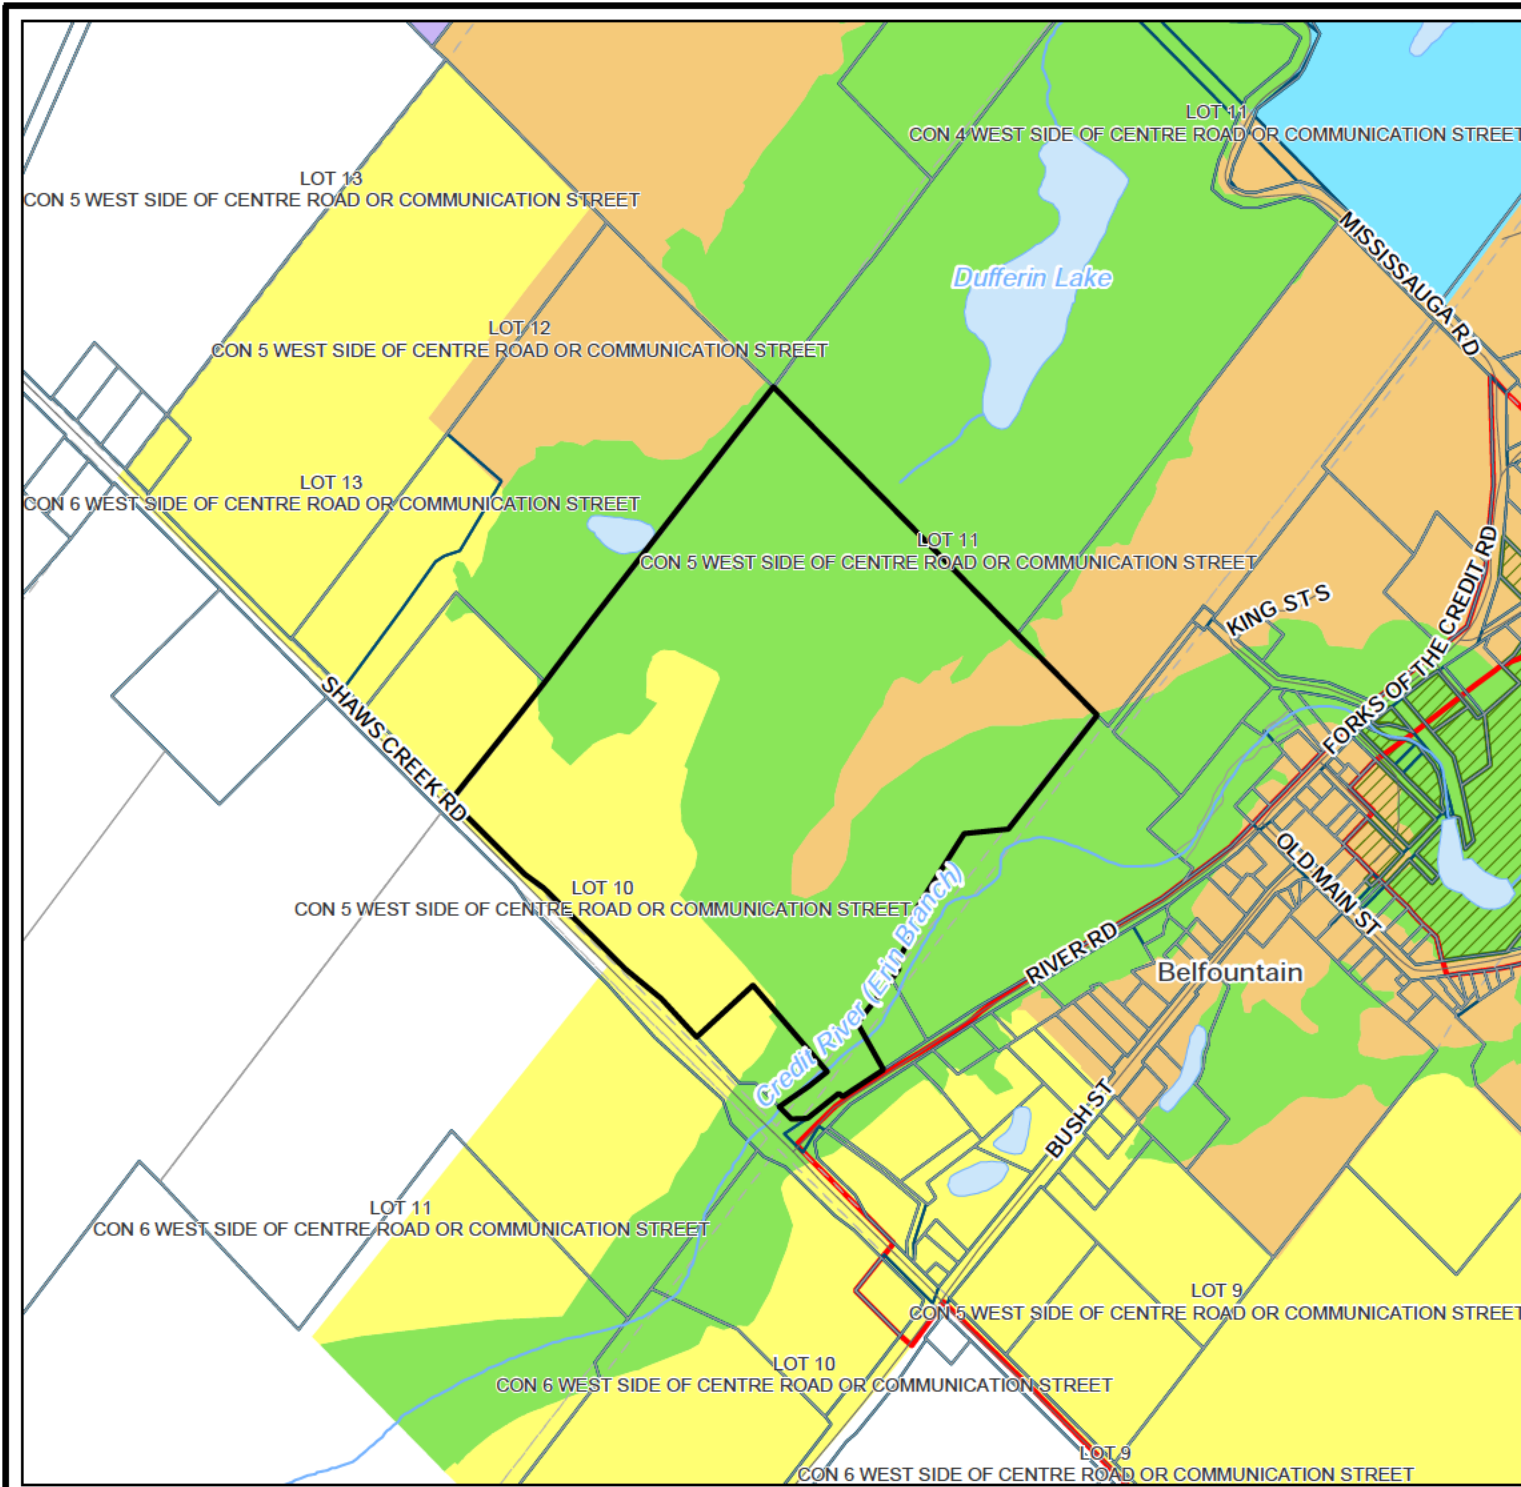 LOT 11
CON 4 WEST SIDE OF CENTRE ROAD OR COMMUNICATION STREET
LOT 13
CON 5 WEST SIDE OF CENTRE ROAD OR COMMUNICATION STREET
MISSISSAUGA RD
Dufferin Lake
LOT 12
CON 5 WEST SIDE OF CENTRE ROAD OR COMMUNICATION STREET
LOT 13
CON 6 WEST SIDE OF CENTRE ROAD OR COMMUNICATION STREET
LOT 11
CON 5 WEST SIDE OF CENTRE ROAD OR COMMUNICATION STREET
KING ST S
FORKS OF THE CREDIT RD
SHAWS CREEK RD
OLD MAIN ST
LOT 10
CON 5 WEST SIDE OF CENTRE ROAD OR COMMUNICATION STREET
Credit River (Erin Branch)
RIVER RD
Belfountain
BUSH ST
LOT 11
CON 6 WEST SIDE OF CENTRE ROAD OR COMMUNICATION STREET
LOT 9
CON 5 WEST SIDE OF CENTRE ROAD OR COMMUNICATION STREET
LOT 10
CON 6 WEST SIDE OF CENTRE ROAD OR COMMUNICATION STREET
LOT 9
CON 6 WEST SIDE OF CENTRE ROAD OR COMMUNICATION STREET